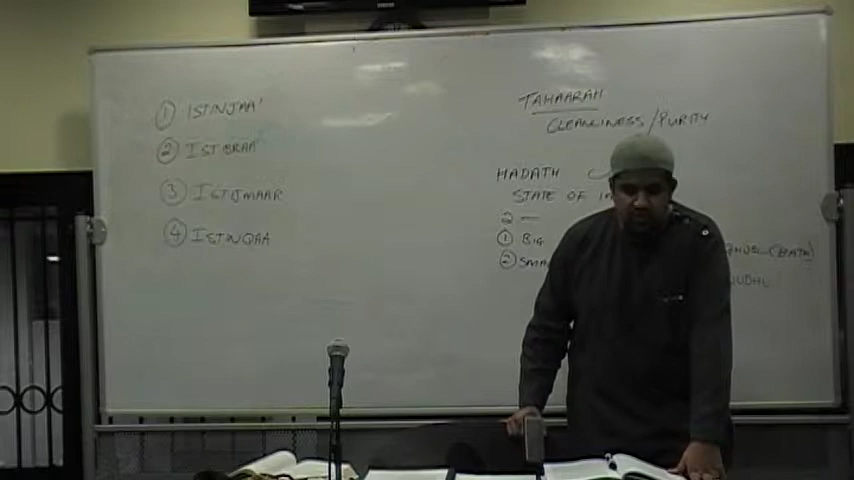 ① ISTINJAA'
② ISTIBRAA'
③ ISTIJMAAR
④ ISTINQAA
TAHAARAH
CLEANLINESS/PURITY
HADATH
STATE OF
2 —
① BIG
(BATH)
②